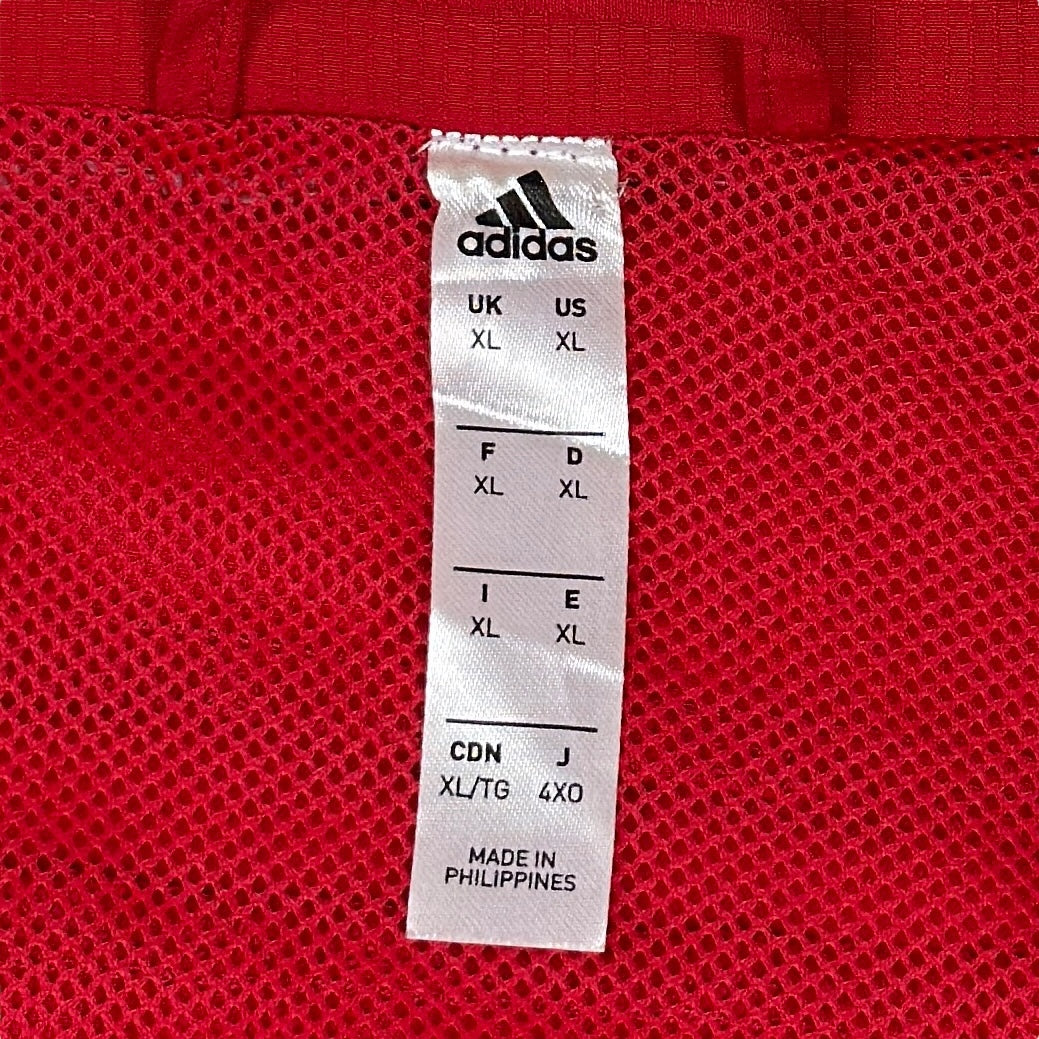 adidas
UK US
XL XL
F D
XL XL
I E
XL XL
CDN J
XL/TG 4XO
MADE IN
PHILIPPINES